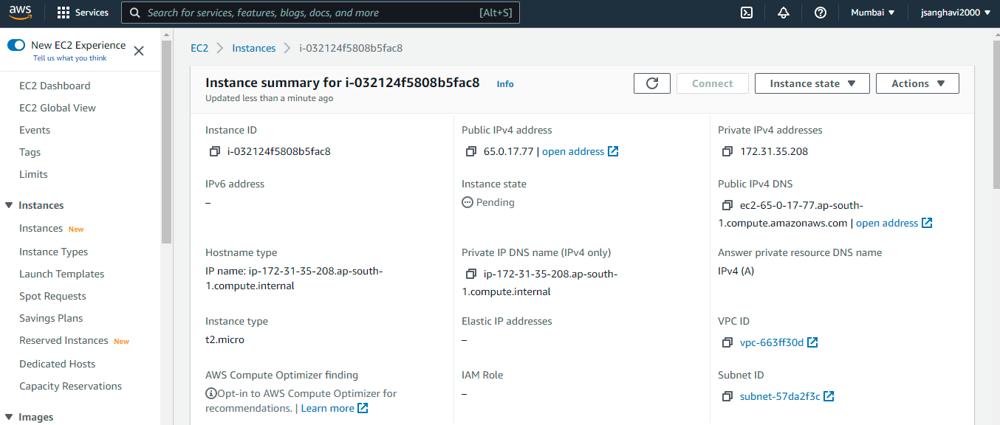 aws
Services
Search for services, features, blogs, docs, and more
[Alt+S]
Mumbai
jsanghavi2000
New EC2 Experience
Tell us what you think
EC2 Dashboard
EC2 Global View
Events
Tags
Limits
Instances
Instances New
Instance Types
Launch Templates
Spot Requests
Savings Plans
Reserved Instances New
Dedicated Hosts
Capacity Reservations
Images
EC2
Instances
i-032124f5808b5fac8
Instance summary for i-032124f5808b5fac8
Info
Updated less than a minute ago
Connect
Instance state
Actions
Instance ID
i-032124f5808b5fac8
Public IPv4 address
65.0.17.77 | open address
Private IPv4 addresses
172.31.35.208
IPv6 address
–
Instance state
Pending
Public IPv4 DNS
ec2-65-0-17-77.ap-south-
1.compute.amazonaws.com | open address
Hostname type
IP name: ip-172-31-35-208.ap-south-
1.compute.internal
Private IP DNS name (IPv4 only)
ip-172-31-35-208.ap-south-
1.compute.internal
Answer private resource DNS name
IPv4 (A)
Instance type
t2.micro
Elastic IP addresses
–
VPC ID
vpc-663ff30d
AWS Compute Optimizer finding
Opt-in to AWS Compute Optimizer for
recommendations. | Learn more
IAM Role
–
Subnet ID
subnet-57da2f3c